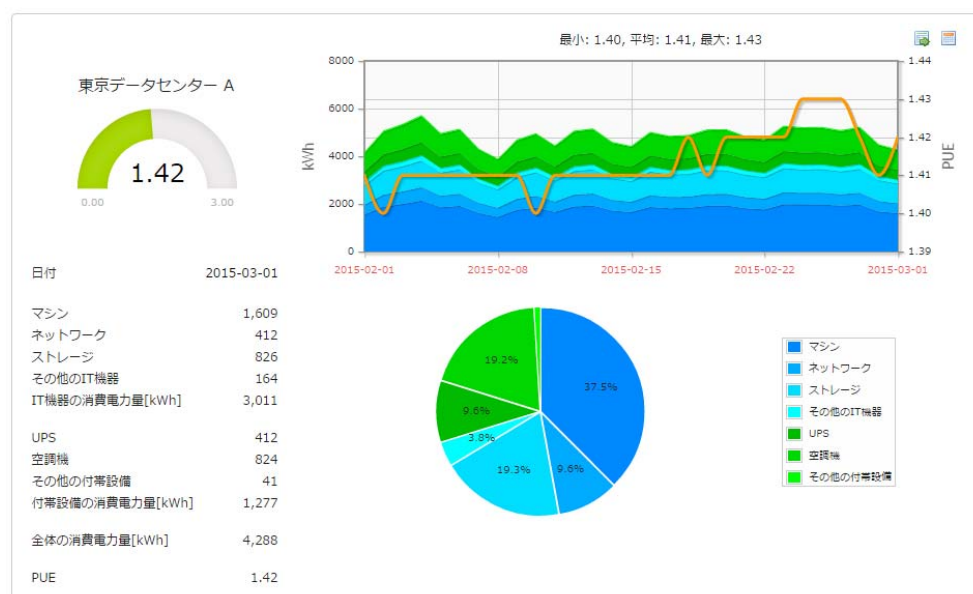 東京データセンター A
1.42
0.00 3.00
日付 2015-03-01
マシン 1,609
ネットワーク 412
ストレージ 826
その他のIT機器 164
IT機器の消費電力量[kWh] 3,011
UPS 412
空調機 824
その他の付帯設備 41
付帯設備の消費電力量[kWh] 1,277
全体の消費電力量[kWh] 4,288
PUE 1.42
最小: 1.40, 平均: 1.41, 最大: 1.43
8000
6000
4000
2000
0
kWh
1.44
1.43
1.42
1.41
1.40
1.39
PUE
2015-02-01 2015-02-08 2015-02-15 2015-02-22 2015-03-01
37.5%
9.6%
19.3%
3.8%
9.6%
19.2%
マシン
ネットワーク
ストレージ
その他のIT機器
UPS
空調機
その他の付帯設備